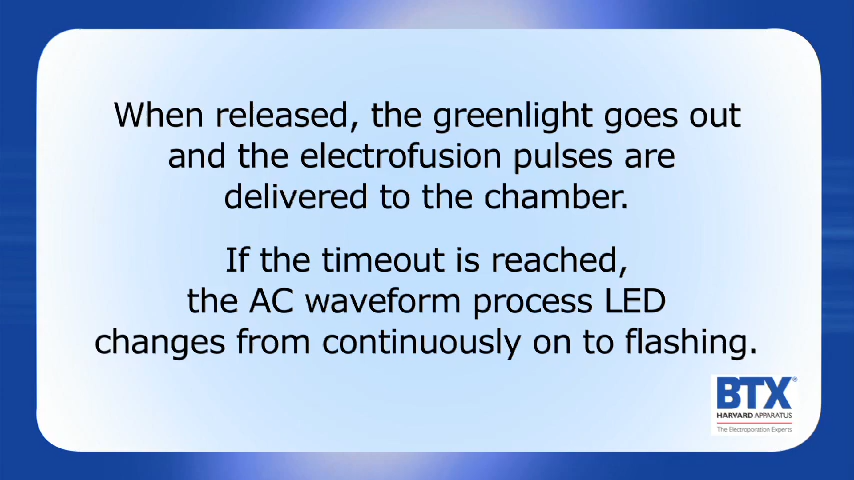 When released, the greenlight goes out
and the electrofusion pulses are
delivered to the chamber.
If the timeout is reached,
the AC waveform process LED
changes from continuously on to flashing.
BTX®
HARVARD APPARATUS
The Electroporation Experts